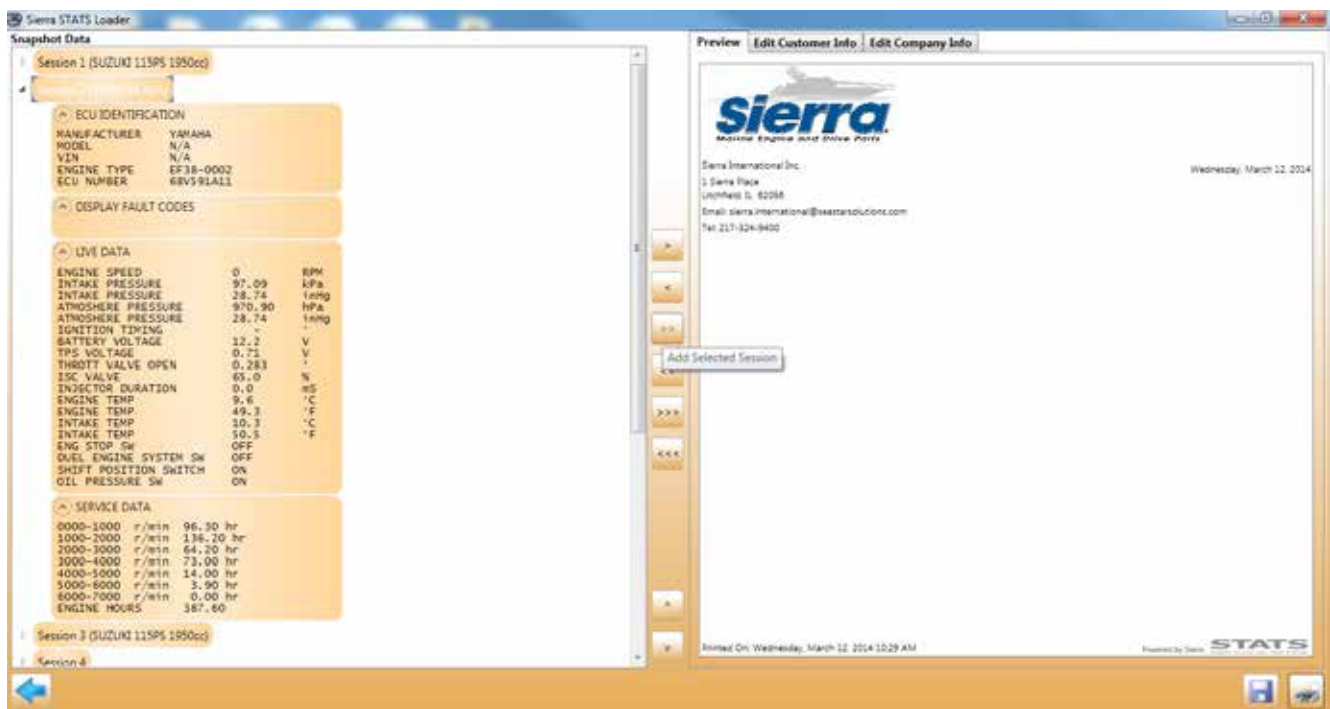 Sierra STATS Loader
Snapshot Data
Session 1 (SUZUKI 115PS 1950cc)
ECU IDENTIFICATION
MANUFACTURER YAMAHA
MODEL N/A
VIN N/A
ENGINE TYPE EF38-0002
ECU NUMBER 68V591A11
DISPLAY FAULT CODES
LIVE DATA
ENGINE SPEED 0 RPM
INTAKE PRESSURE 97.09 kPa
INTAKE PRESSURE 28.74 inHg
ATMOSHERE PRESSURE 970.90 hPa
ATMOSHERE PRESSURE 28.74 inHg
IGNITION TIMING - °
BATTERY VOLTAGE 12.2 V
TPS VOLTAGE 0.71 V
THROTT VALVE OPEN 0.283 °
ISC VALVE 65.0 %
INJECTOR DURATION 0.0 mS
ENGINE TEMP 9.6 °C
ENGINE TEMP 49.3 °F
INTAKE TEMP 10.3 °C
INTAKE TEMP 50.5 °F
ENG STOP SW OFF
DUEL ENGINE SYSTEM SW OFF
SHIFT POSITION SWITCH ON
OIL PRESSURE SW ON
SERVICE DATA
0000-1000 r/min 96.30 hr
1000-2000 r/min 136.20 hr
2000-3000 r/min 64.20 hr
3000-4000 r/min 73.00 hr
4000-5000 r/min 14.00 hr
5000-6000 r/min 3.90 hr
6000-7000 r/min 0.00 hr
ENGINE HOURS 387.60
Session 3 (SUZUKI 115PS 1950cc)
Session 4
>
<
>>
Add Selected Session
<<
>>>
<<<
Preview Edit Customer Info Edit Company Info
Sierra
Marine Engine and Drive Parts
Sierra International Inc.
Wednesday, March 12, 2014
1 Sierra Place
Litchfield IL 62056
Email: sierra.international@seastarsolutions.com
Tel: 217-324-9400
Printed On: Wednesday, March 12, 2014 10:29 AM
Powered by Sierra STATS